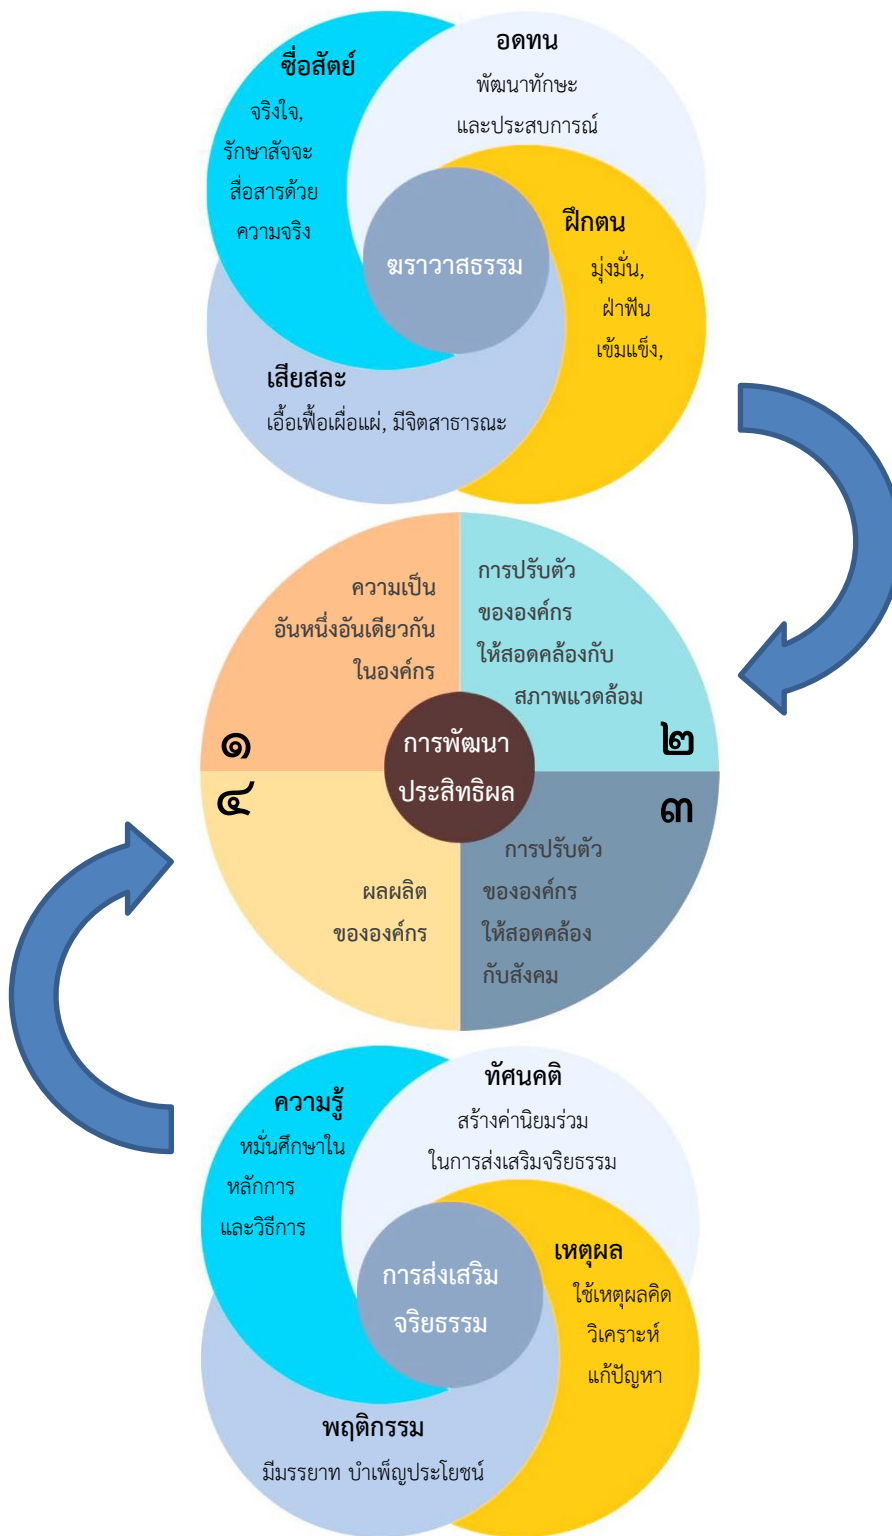 ซื่อสัตย์
จริงใจ,
รักษาสัจจะ
สื่อสารด้วย
ความจริง
อดทน
พัฒนาทักษะ
และประสบการณ์
ฆราวาสธรรม
ฝึกตน
มุ่งมั่น,
ฝ่าฟัน
เข้มแข็ง,
เสียสละ
เอื้อเฟื้อเผื่อแผ่, มีจิตสาธารณะ
ความเป็น
อันหนึ่งอันเดียวกัน
ในองค์กร
๑
การปรับตัว
ขององค์กร
ให้สอดคล้องกับ
สภาพแวดล้อม
๒
การพัฒนา
ประสิทธิผล
๔
ผลผลิต
ขององค์กร
๓
การปรับตัว
ขององค์กร
ให้สอดคล้อง
กับสังคม
ความรู้
หมั่นศึกษาใน
หลักการ
และวิธีการ
ทัศนคติ
สร้างค่านิยมร่วม
ในการส่งเสริมจริยธรรม
การส่งเสริม
จริยธรรม
เหตุผล
ใช้เหตุผลคิด
วิเคราะห์
แก้ปัญหา
พฤติกรรม
มีมรรยาท บำเพ็ญประโยชน์